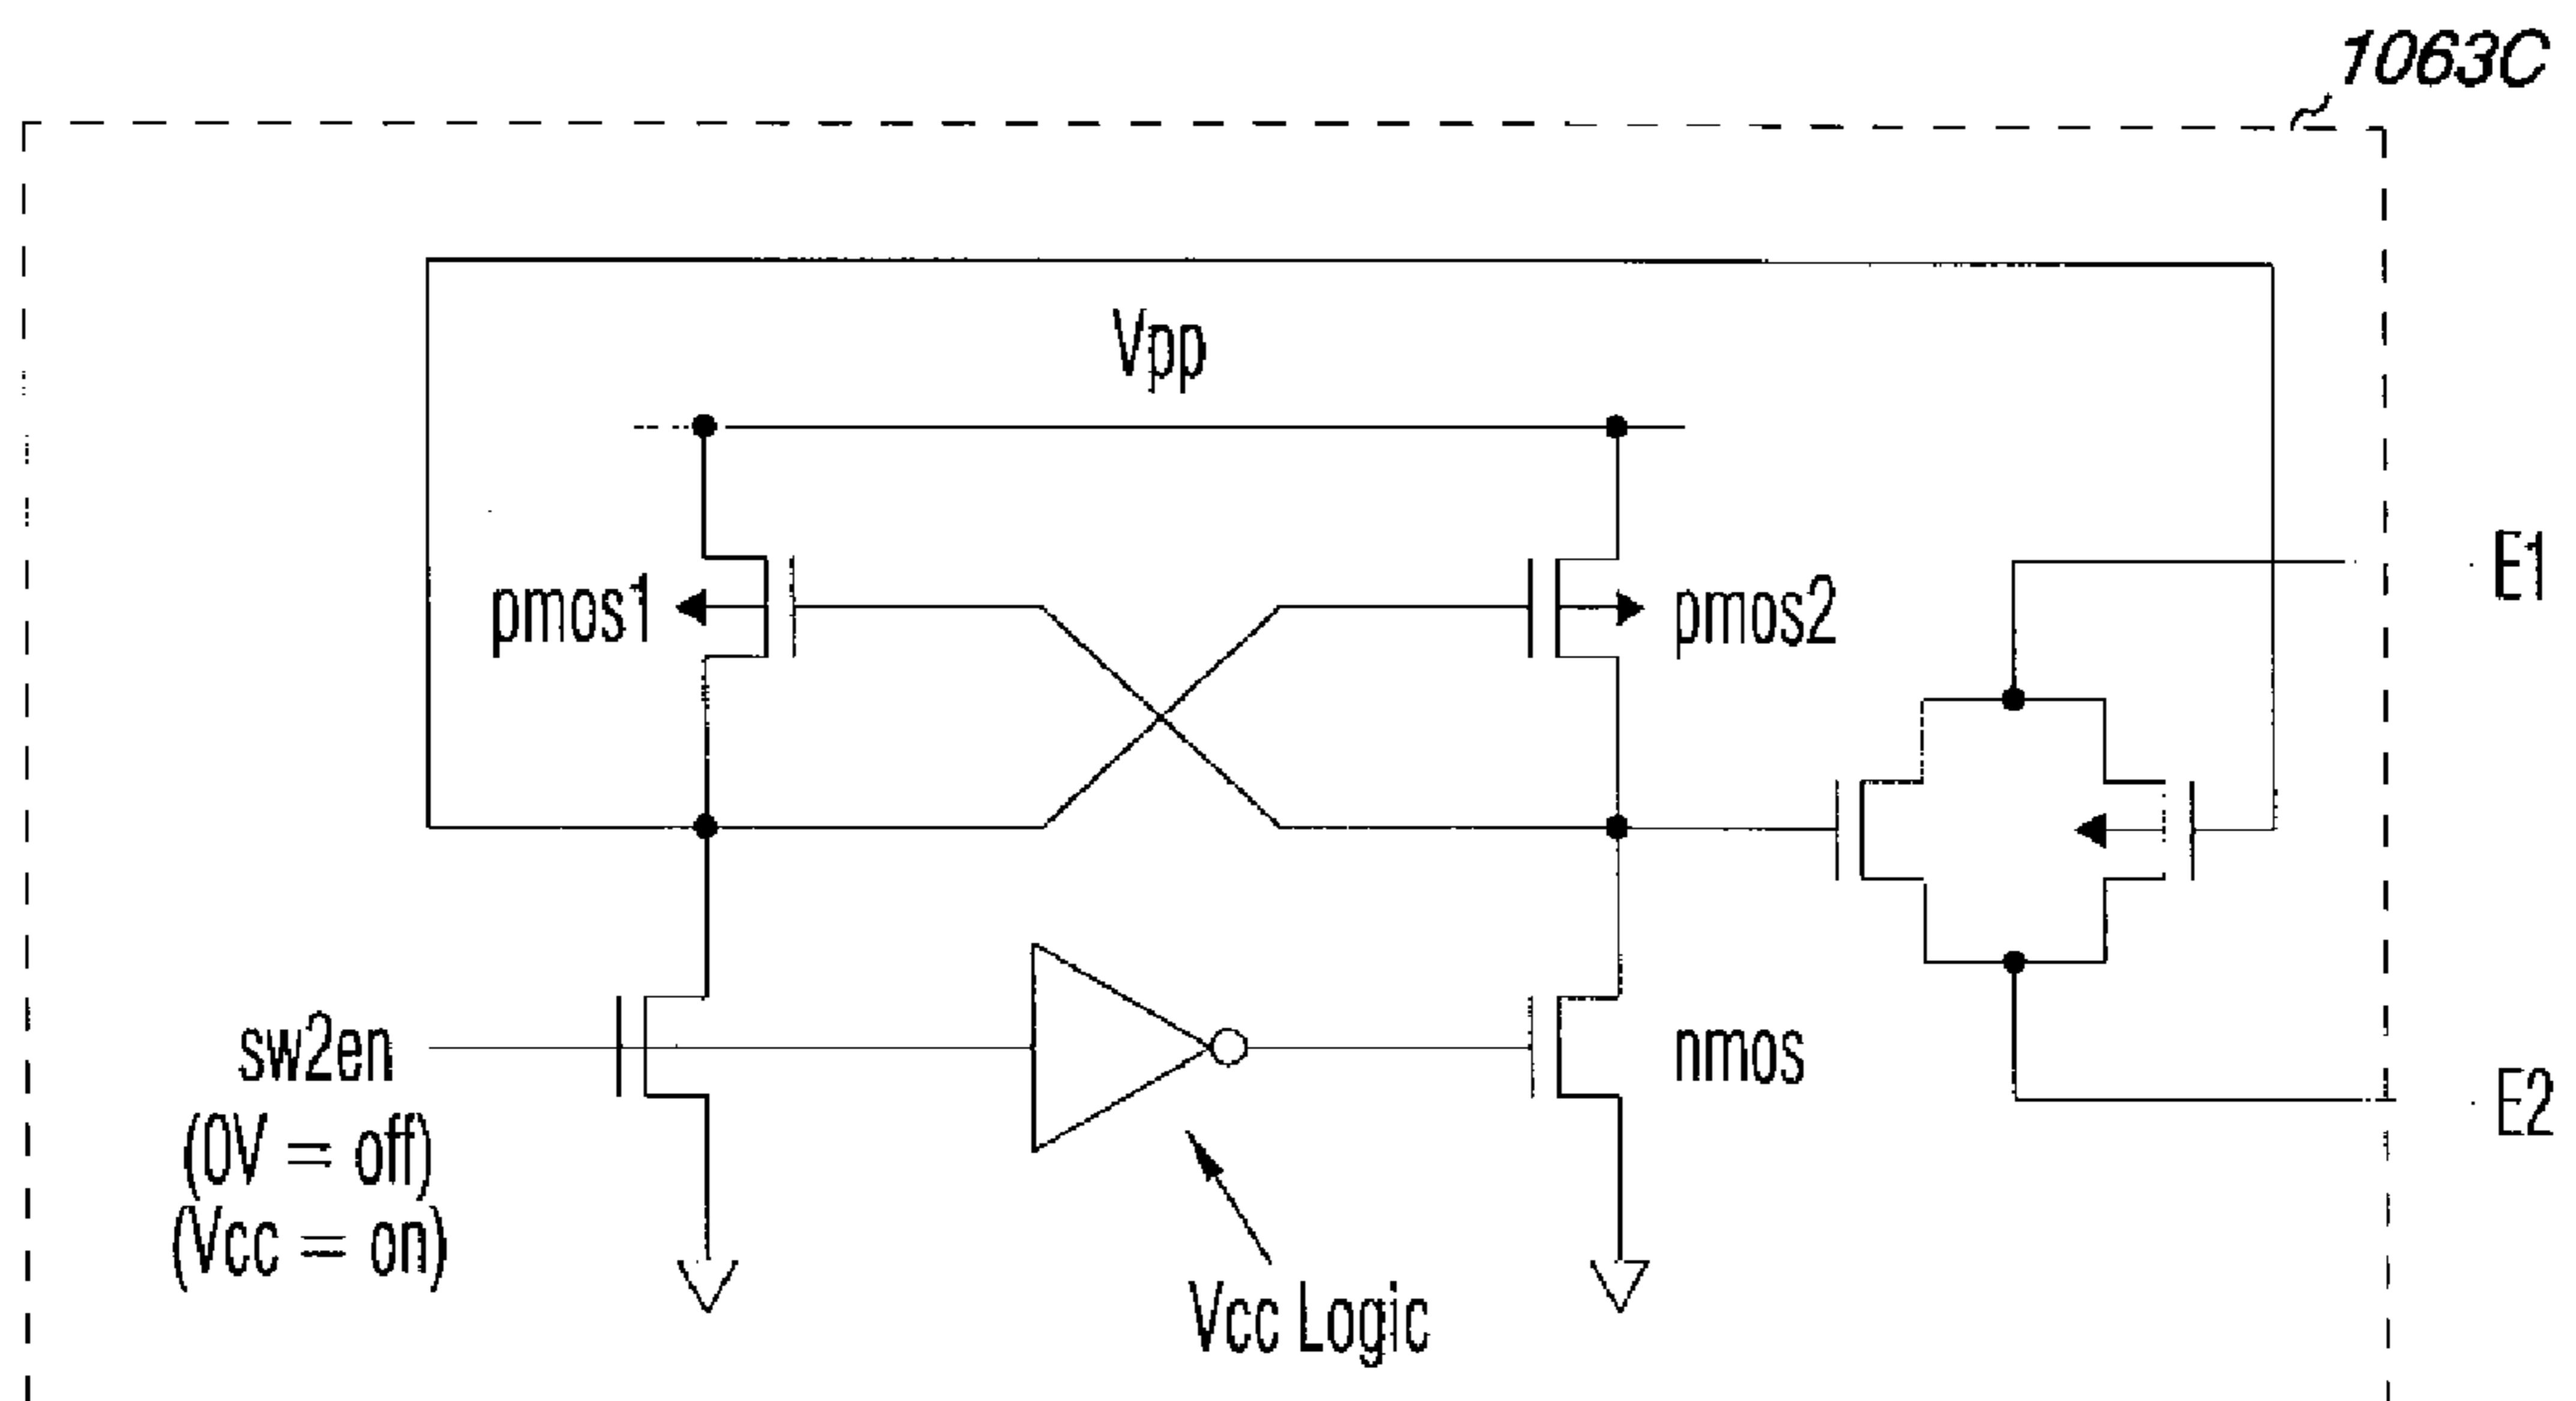 1063C
Vpp
E1
pmos1
pmos2
sw2en
nmos
E2
(0V = off)
(Vcc = on)
Vcc Logic